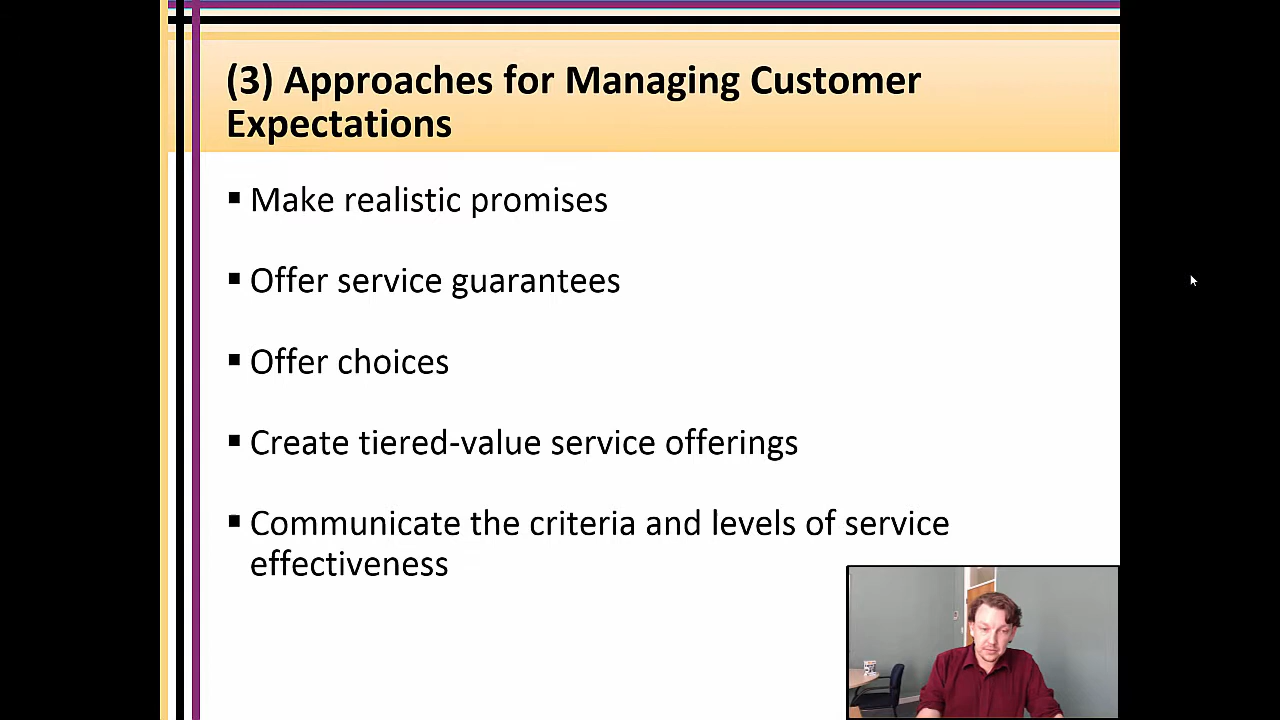 (3) Approaches for Managing Customer
Expectations
▪ Make realistic promises
▪ Offer service guarantees
▪ Offer choices
▪ Create tiered-value service offerings
▪ Communicate the criteria and levels of service
effectiveness